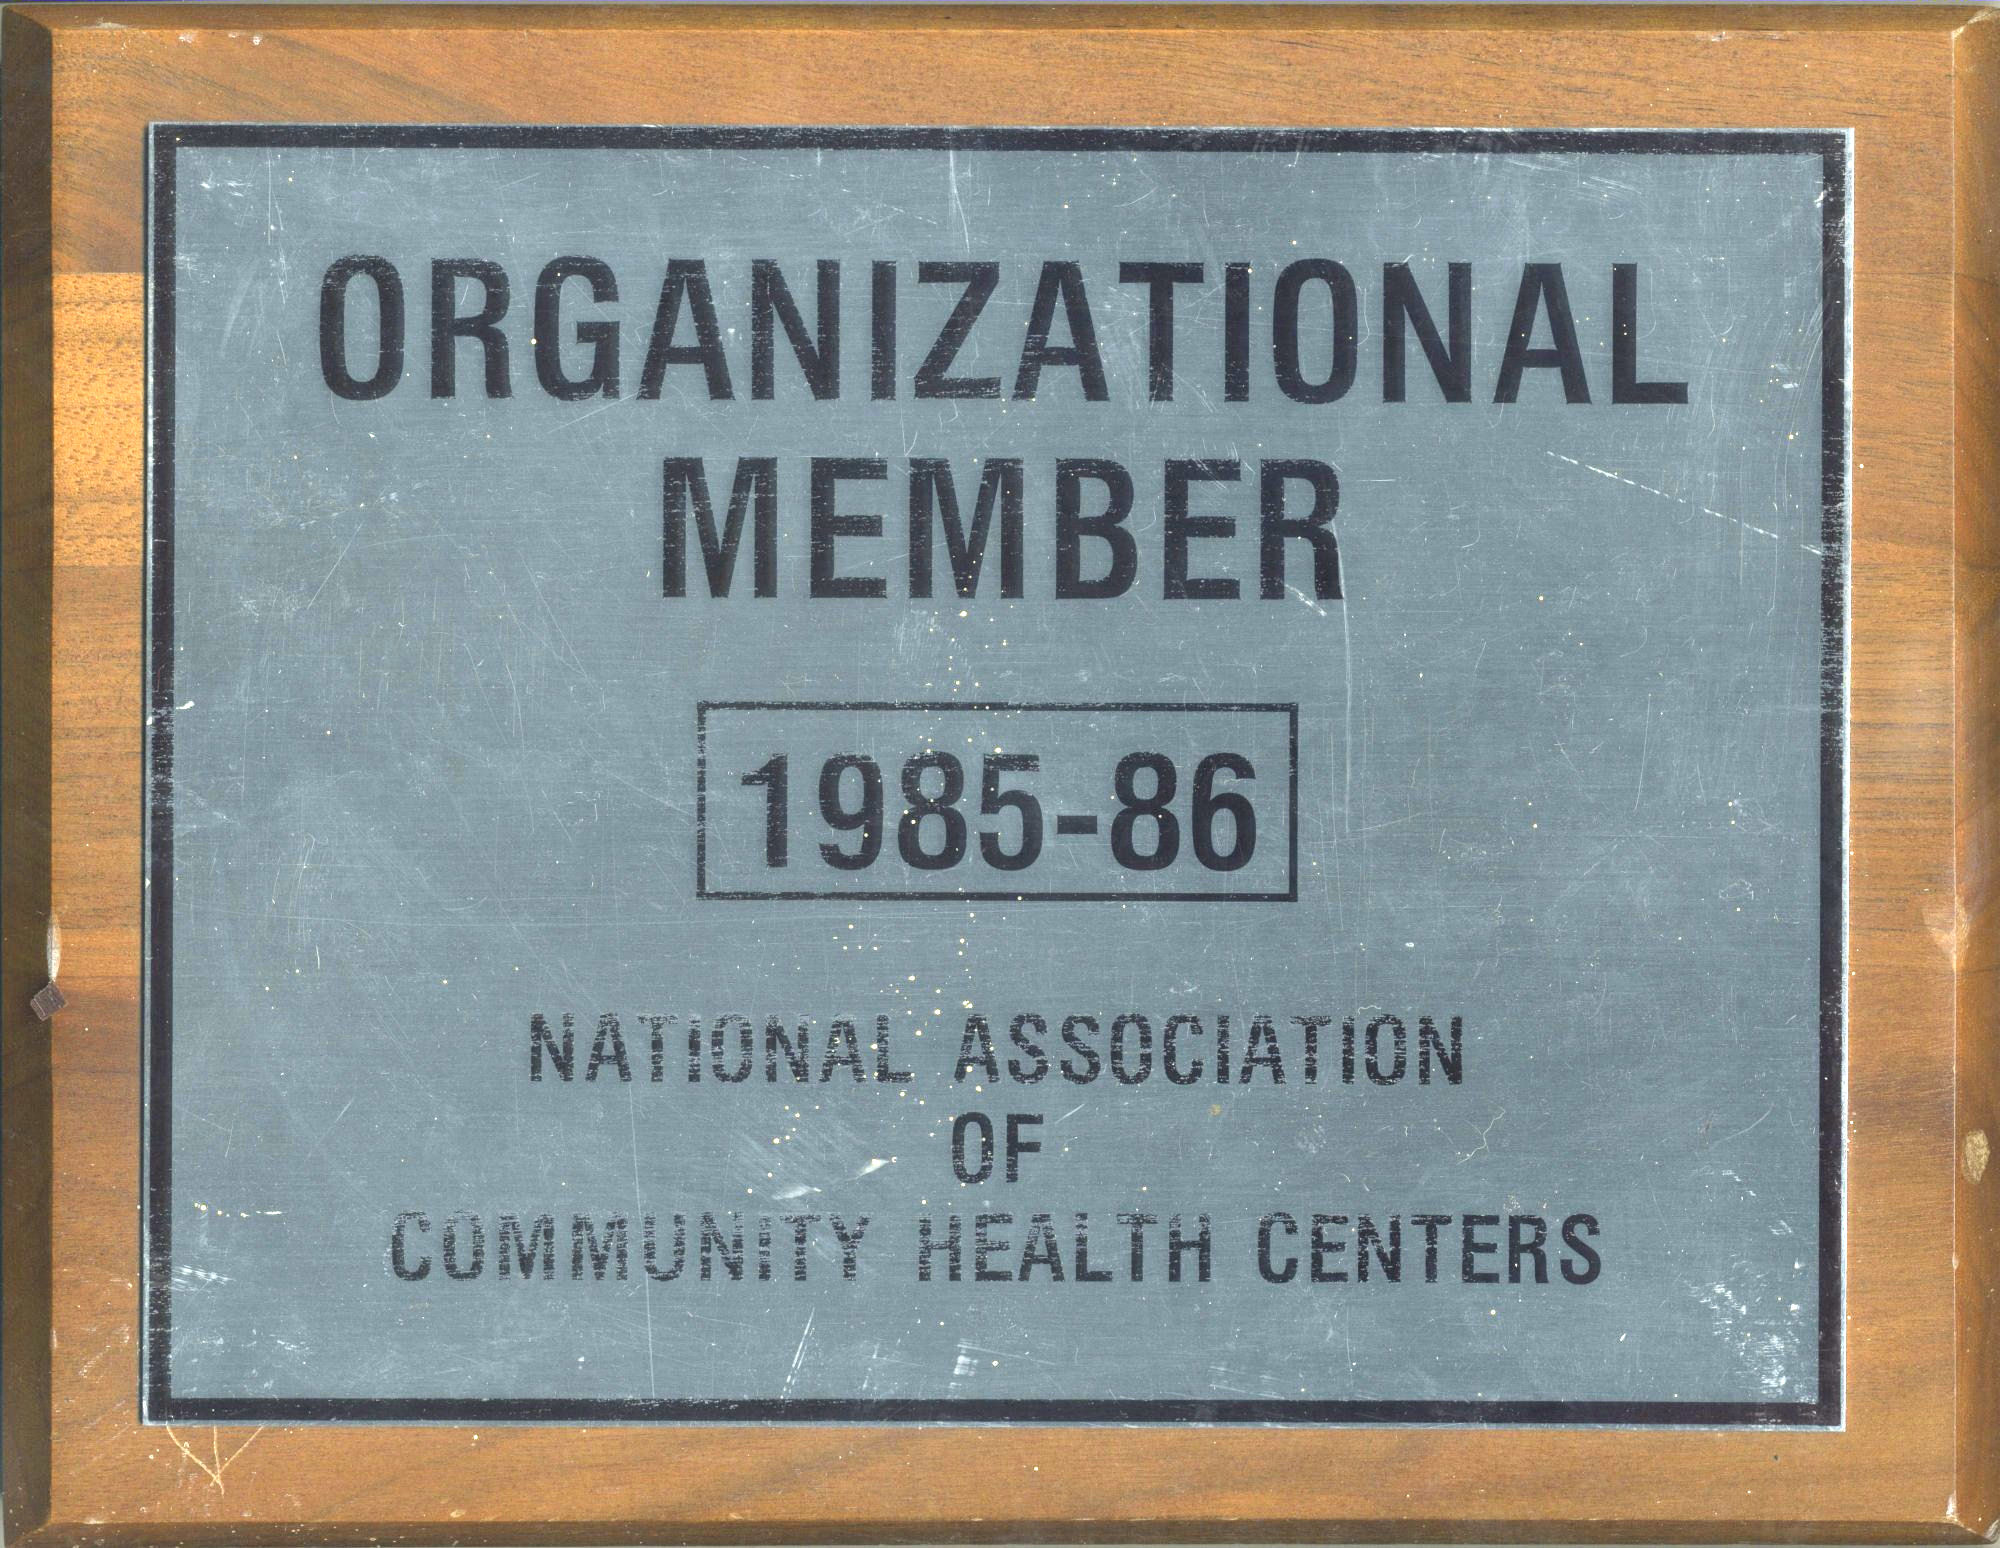 ORGANIZATIONAL
MEMBER
1985-86
NATIONAL ASSOCIATION
OF
COMMUNITY HEALTH CENTERS